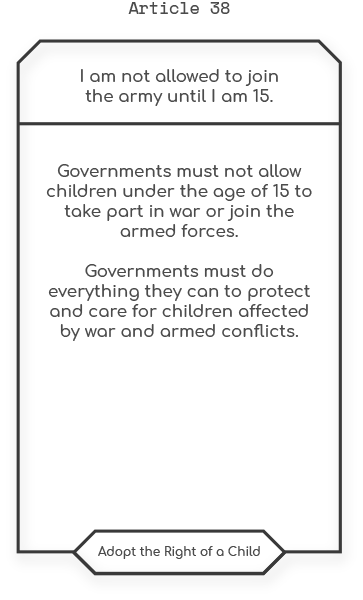 Article 38
I am not allowed to join
the army until I am 15.
Governments must not allow
children under the age of 15 to
take part in war or join the
armed forces.
Governments must do
everything they can to protect
and care for children affected
by war and armed conflicts.
Adopt the Right of a Child